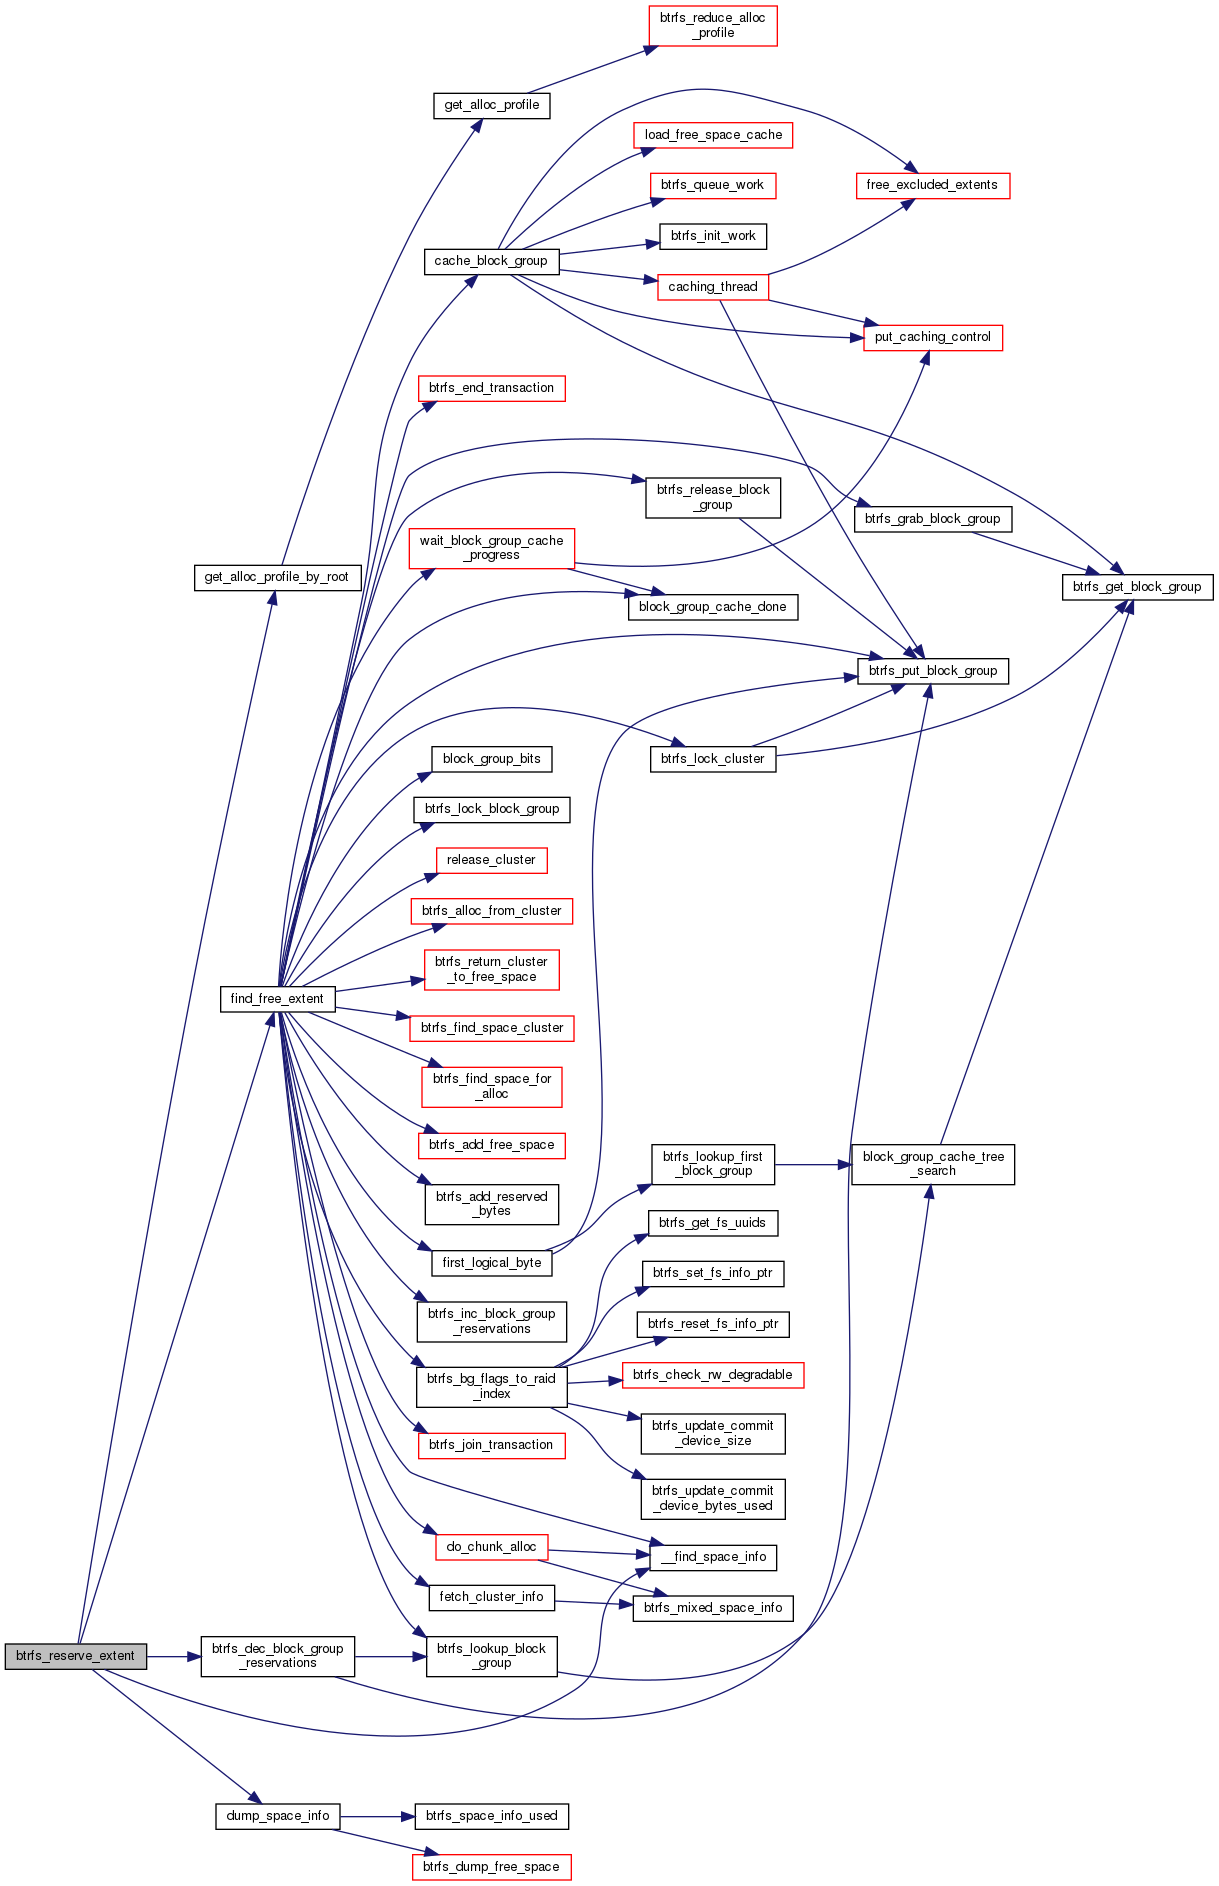 btrfs_reduce_alloc
_profile
get_alloc_profile
load_free_space_cache
btrfs_queue_work
free_excluded_extents
btrfs_init_work
cache_block_group
caching_thread
put_caching_control
btrfs_end_transaction
btrfs_release_block
_group
btrfs_grab_block_group
wait_block_group_cache
_progress
get_alloc_profile_by_root
btrfs_get_block_group
block_group_cache_done
btrfs_put_block_group
block_group_bits
btrfs_lock_cluster
btrfs_lock_block_group
release_cluster
btrfs_alloc_from_cluster
btrfs_return_cluster
_to_free_space
find_free_extent
btrfs_find_space_cluster
btrfs_find_space_for
_alloc
btrfs_add_free_space
btrfs_lookup_first
_block_group
block_group_cache_tree
_search
btrfs_add_reserved
_bytes
btrfs_get_fs_uuids
first_logical_byte
btrfs_set_fs_info_ptr
btrfs_inc_block_group
_reservations
btrfs_reset_fs_info_ptr
btrfs_bg_flags_to_raid
_index
btrfs_check_rw_degradable
btrfs_update_commit
_device_size
btrfs_join_transaction
btrfs_update_commit
_device_bytes_used
do_chunk_alloc
__find_space_info
fetch_cluster_info
btrfs_mixed_space_info
btrfs_reserve_extent
btrfs_dec_block_group
_reservations
btrfs_lookup_block
_group
dump_space_info
btrfs_space_info_used
btrfs_dump_free_space